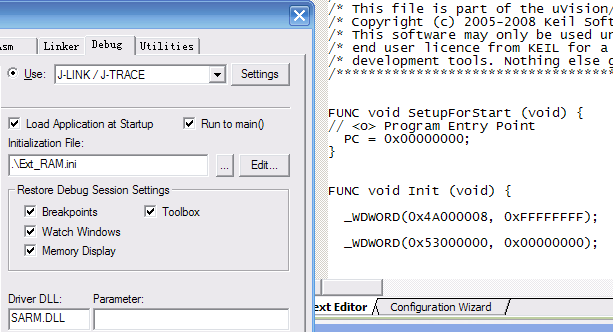 Asm
Linker
Debug
Utilities
Use:
J-LINK / J-TRACE
Settings
Load Application at Startup
Run to main()
Initialization File:
.\Ext_RAM.ini
...
Edit...
Restore Debug Session Settings
Breakpoints
Toolbox
Watch Windows
Memory Display
Driver DLL:
Parameter:
SARM.DLL
/* This file is part of the uVision/
/* Copyright (c) 2005-2008 Keil Soft
/* This software may only be used un
/* end user licence from KEIL for a
/* development tools. Nothing else g
/************************************
FUNC void SetupForStart (void) {
// <o> Program Entry Point
PC = 0x00000000;
}
FUNC void Init (void) {
_WDWORD(0x4A000008, 0xFFFFFFFF);
_WDWORD(0x53000000, 0x00000000);
ext Editor
Configuration Wizard